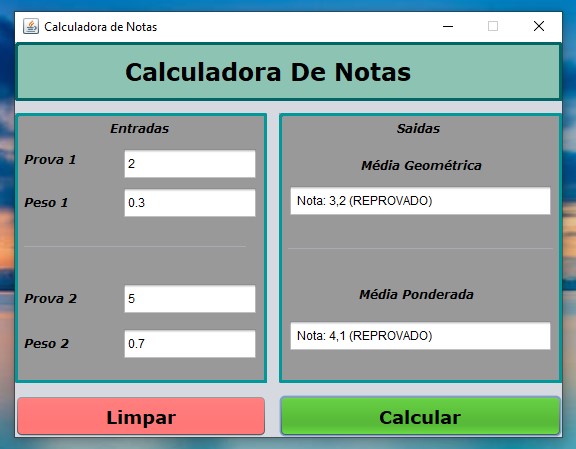 Calculadora de Notas
Calculadora De Notas
Entradas
Prova 1
2
Peso 1
0.3
Prova 2
5
Peso 2
0.7
Saidas
Média Geométrica
Nota: 3,2 (REPROVADO)
Média Ponderada
Nota: 4,1 (REPROVADO)
Limpar
Calcular